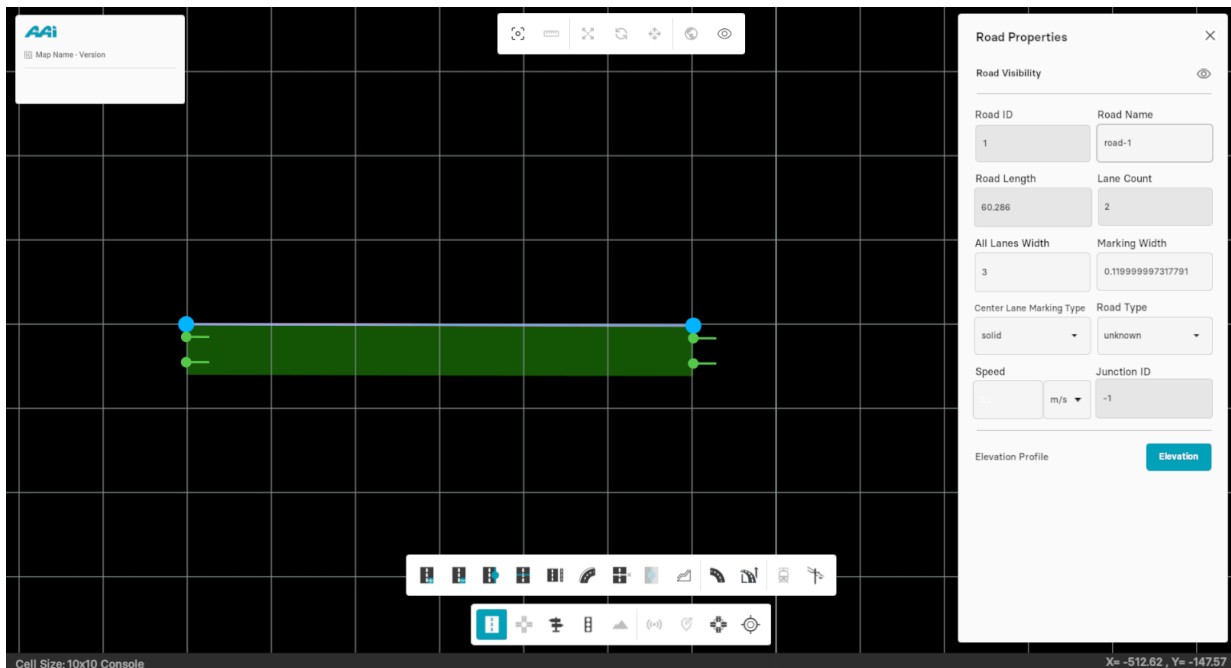 AAi
Map Name - Version
Road Properties
Road Visibility
Road ID
Road Name
1
road-1
Road Length
Lane Count
60.286
2
All Lanes Width
Marking Width
3
0.119999997317791
Center Lane Marking Type
Road Type
solid
unknown
Speed
Junction ID
m/s
-1
Elevation Profile
Elevation
Cell Size: 10x10 Console
X= -512.62 , Y= -147.57